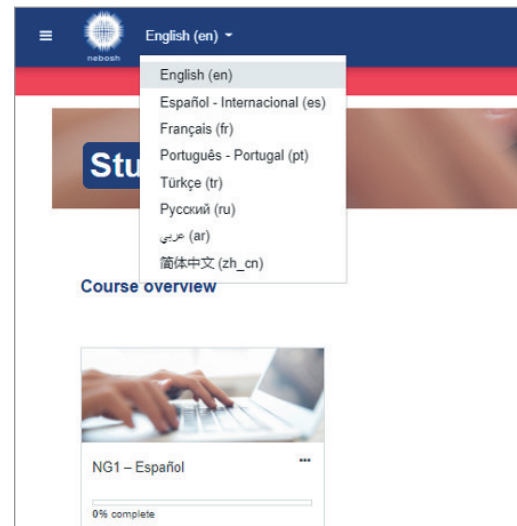 nebosh
English (en)
English (en)
Español - Internacional (es)
Français (fr)
Português - Portugal (pt)
Türkçe (tr)
Русский (ru)
عربي (ar)
简体中文 (zh_cn)
Stu
Course overview
NG1 – Español
0% complete